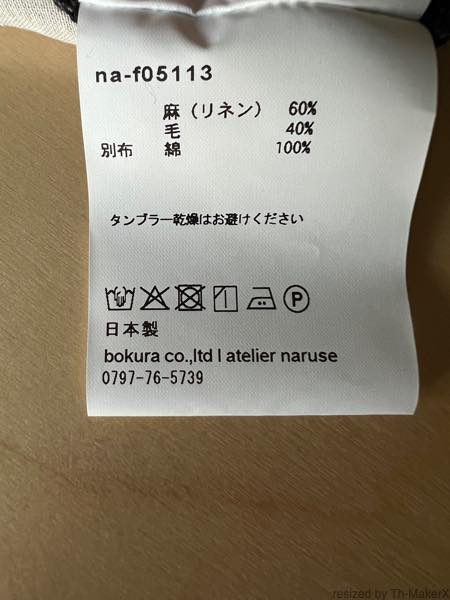 na-f05113
麻（リネン） 60%
毛 40%
別布 綿 100%
タンブラー乾燥はお避けください
P
日本製
bokura co.,ltd l atelier naruse
0797-76-5739
resized by Th-MakerX